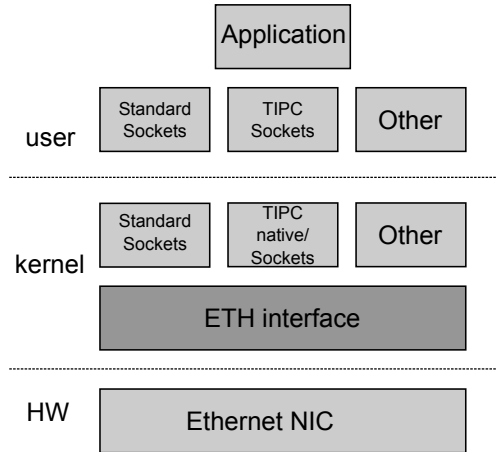 Application
Standard
Sockets
TIPC
Sockets
Other
user
Standard
Sockets
TIPC
native/
Sockets
Other
kernel
ETH interface
HW
Ethernet NIC